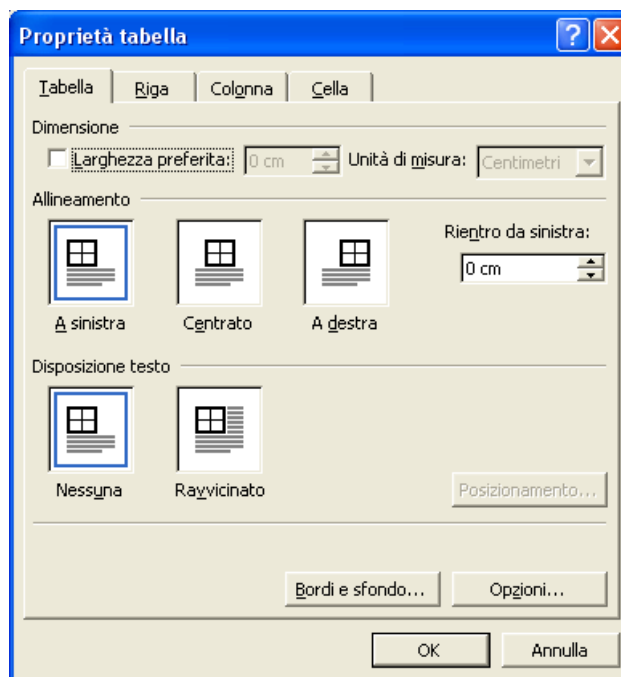 Proprietà tabella
Tabella Riga Colonna Cella
Dimensione
Larghezza preferita: 0 cm Unità di misura: Centimetri
Allineamento
Rientro da sinistra:
0 cm
A sinistra Centrato A destra
Disposizione testo
Nessuna Ravvicinato Posizionamento...
Bordi e sfondo... Opzioni...
OK Annulla